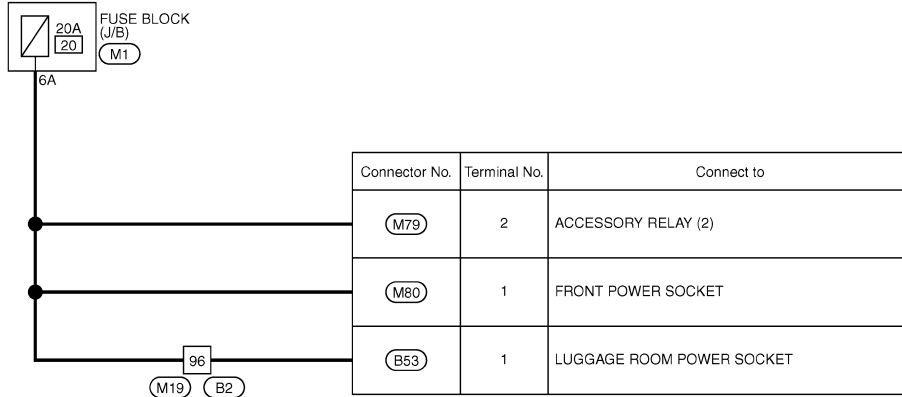 FUSE BLOCK
(J/B)
20A
20
M1
6A
Connector No. Terminal No. Connect to
M79 2 ACCESSORY RELAY (2)
M80 1 FRONT POWER SOCKET
96
B53 1 LUGGAGE ROOM POWER SOCKET
M19 B2